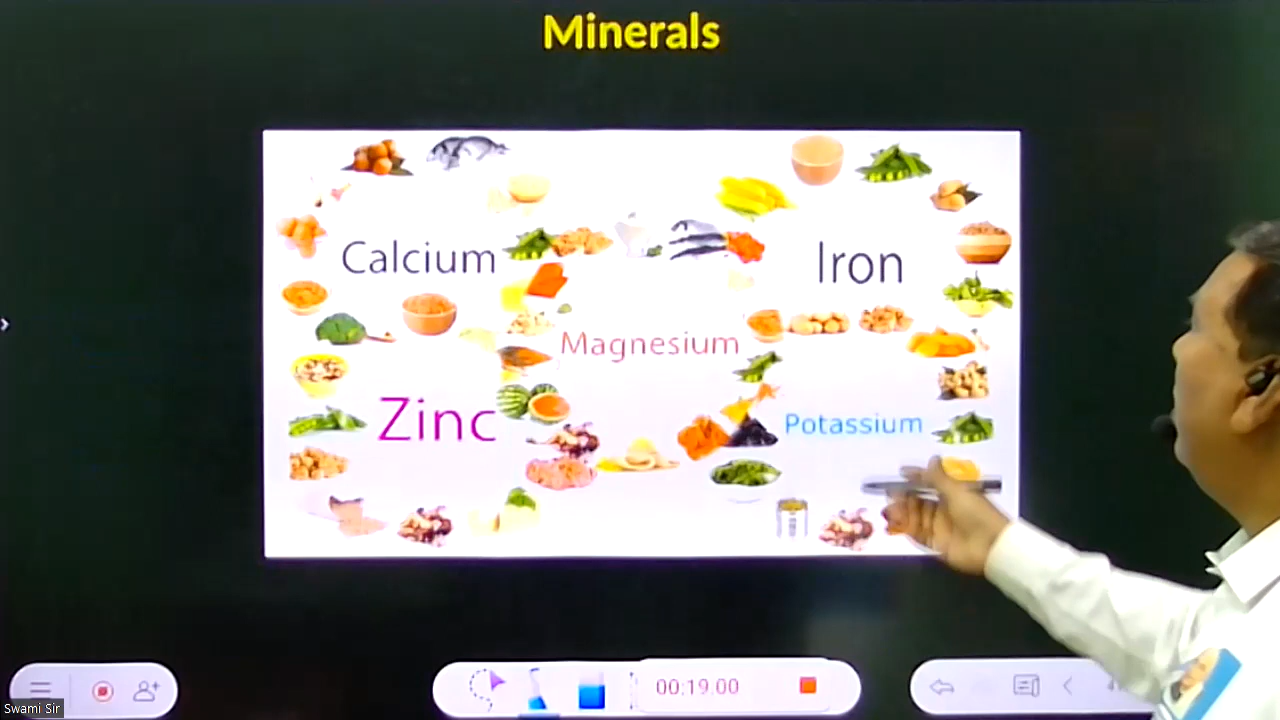 Minerals
Calcium
Iron
Magnesium
Zinc
Potassium
00:19.00
Swami Sir